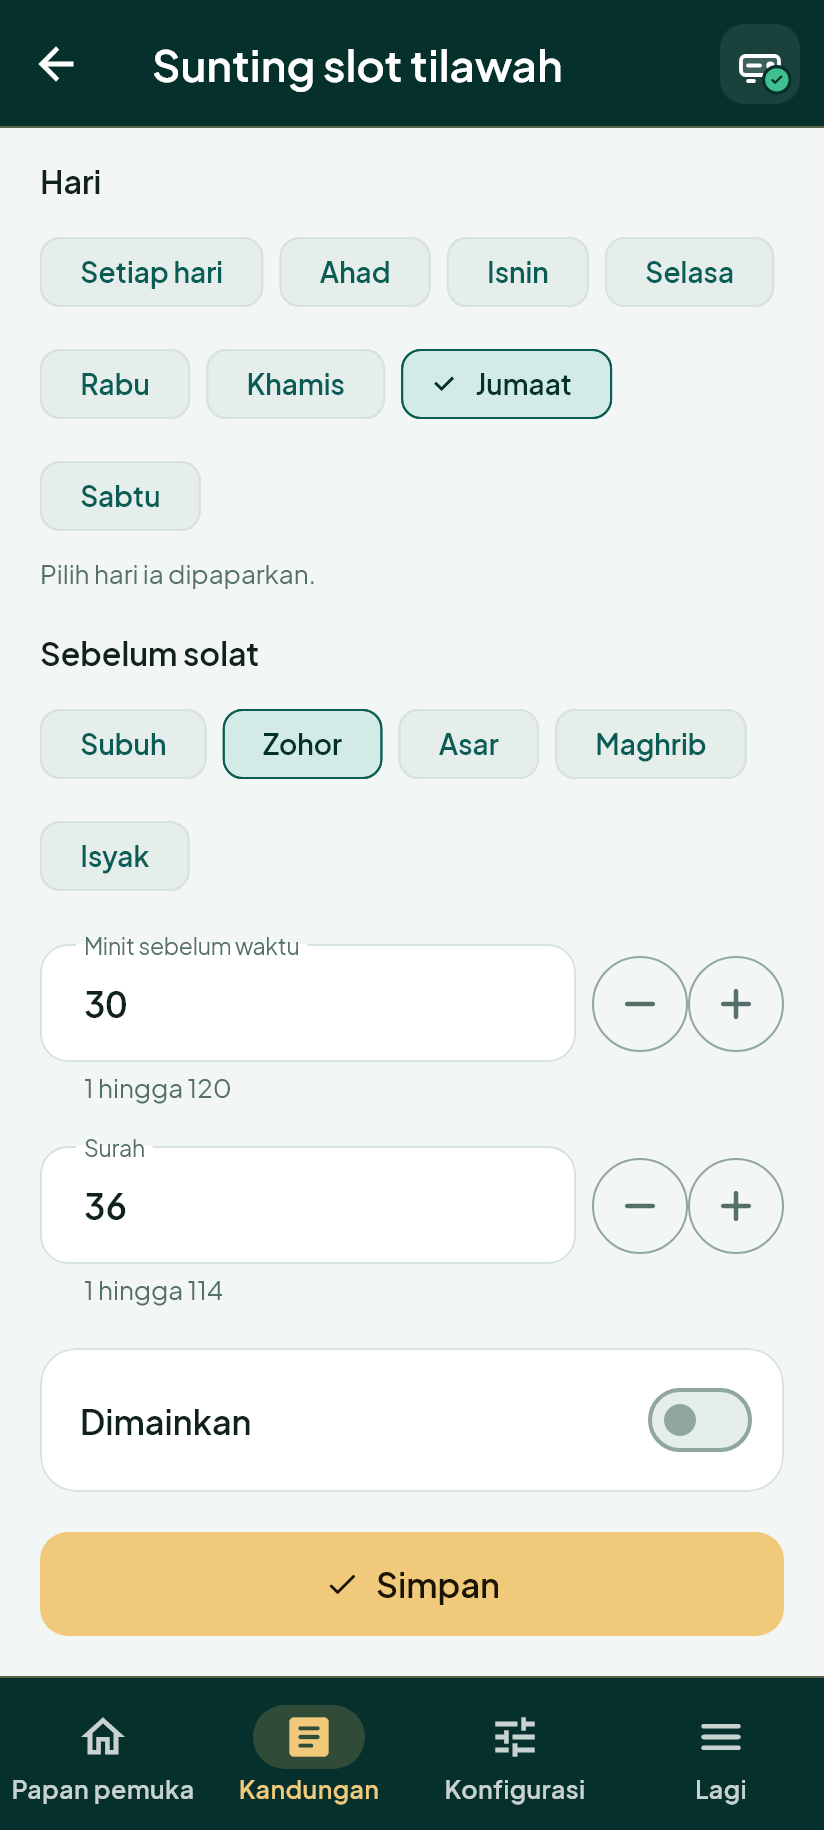 Sunting slot tilawah
Hari
Setiap hari
Ahad
Isnin
Selasa
Rabu
Khamis
Jumaat
Sabtu
Pilih hari ia dipaparkan.
Sebelum solat
Subuh
Zohor
Asar
Maghrib
Isyak
Minit sebelum waktu
30
1 hingga 120
Surah
36
1 hingga 114
Dimainkan
Simpan
Papan pemuka
Kandungan
Konfigurasi
Lagi